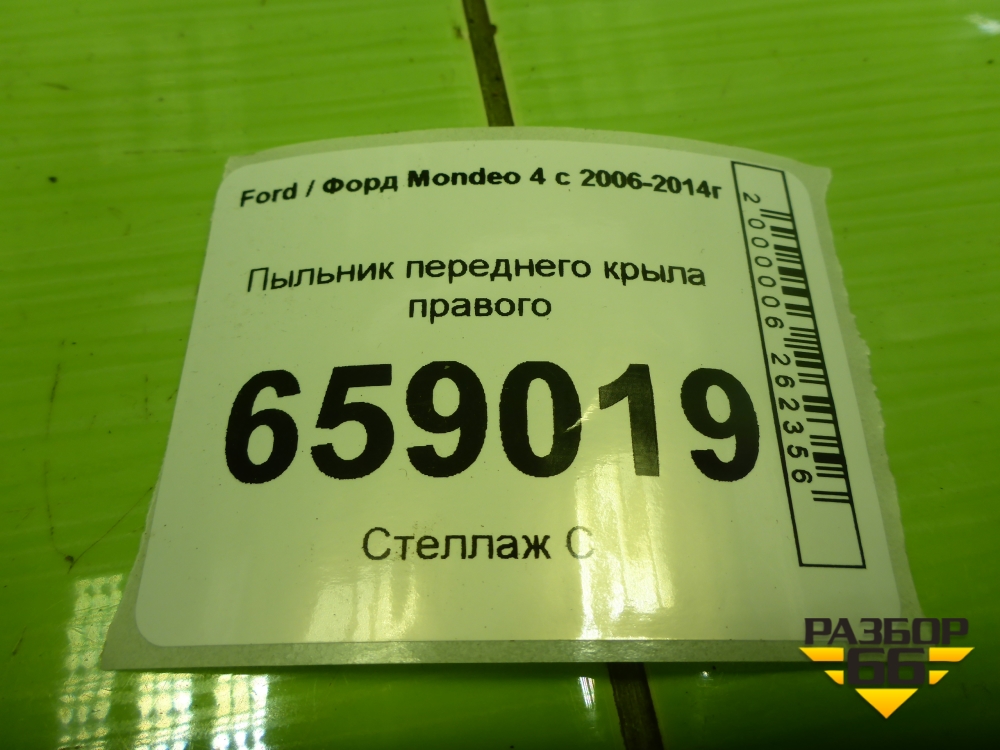 Ford / Форд Mondeo 4 с 2006-2014г
Пыльник переднего крыла
правого
659019
Стеллаж С
2000006262356
РАЗБОР
66